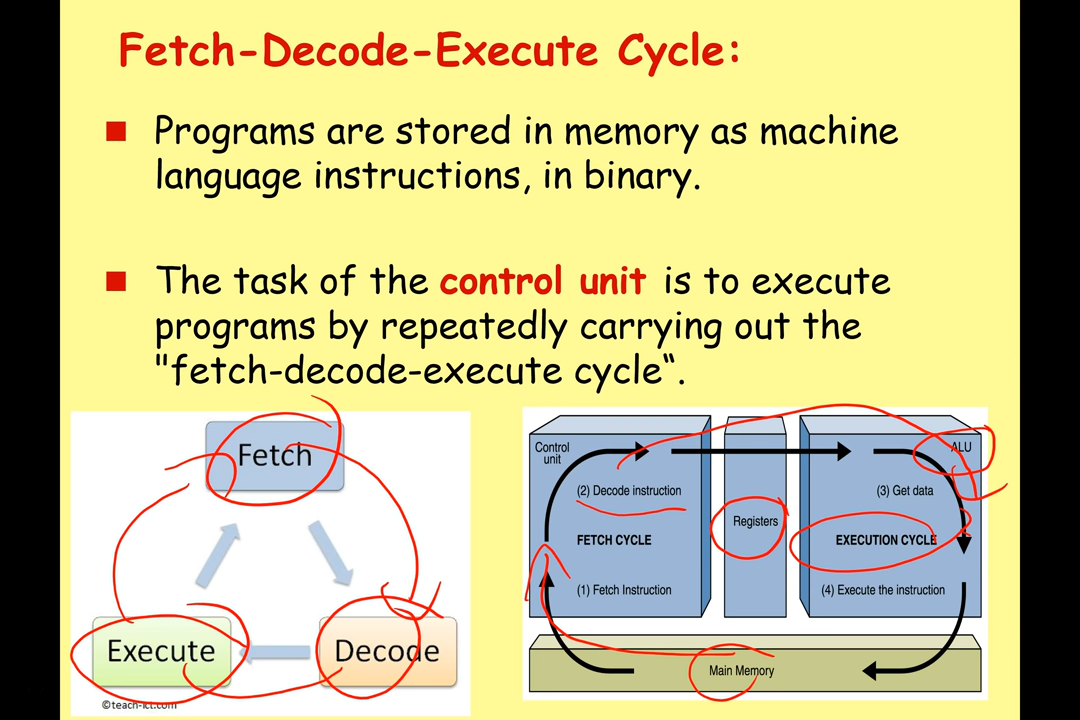 Fetch-Decode-Execute Cycle:
Programs are stored in memory as machine
language instructions, in binary.
The task of the control unit is to execute
programs by repeatedly carrying out the
"fetch-decode-execute cycle“.
Fetch
Execute
Decode
©teach-ict.com
Control
unit
ALU
(2) Decode instruction
(3) Get data
Registers
FETCH CYCLE
EXECUTION CYCLE
(1) Fetch Instruction
(4) Execute the instruction
Main Memory